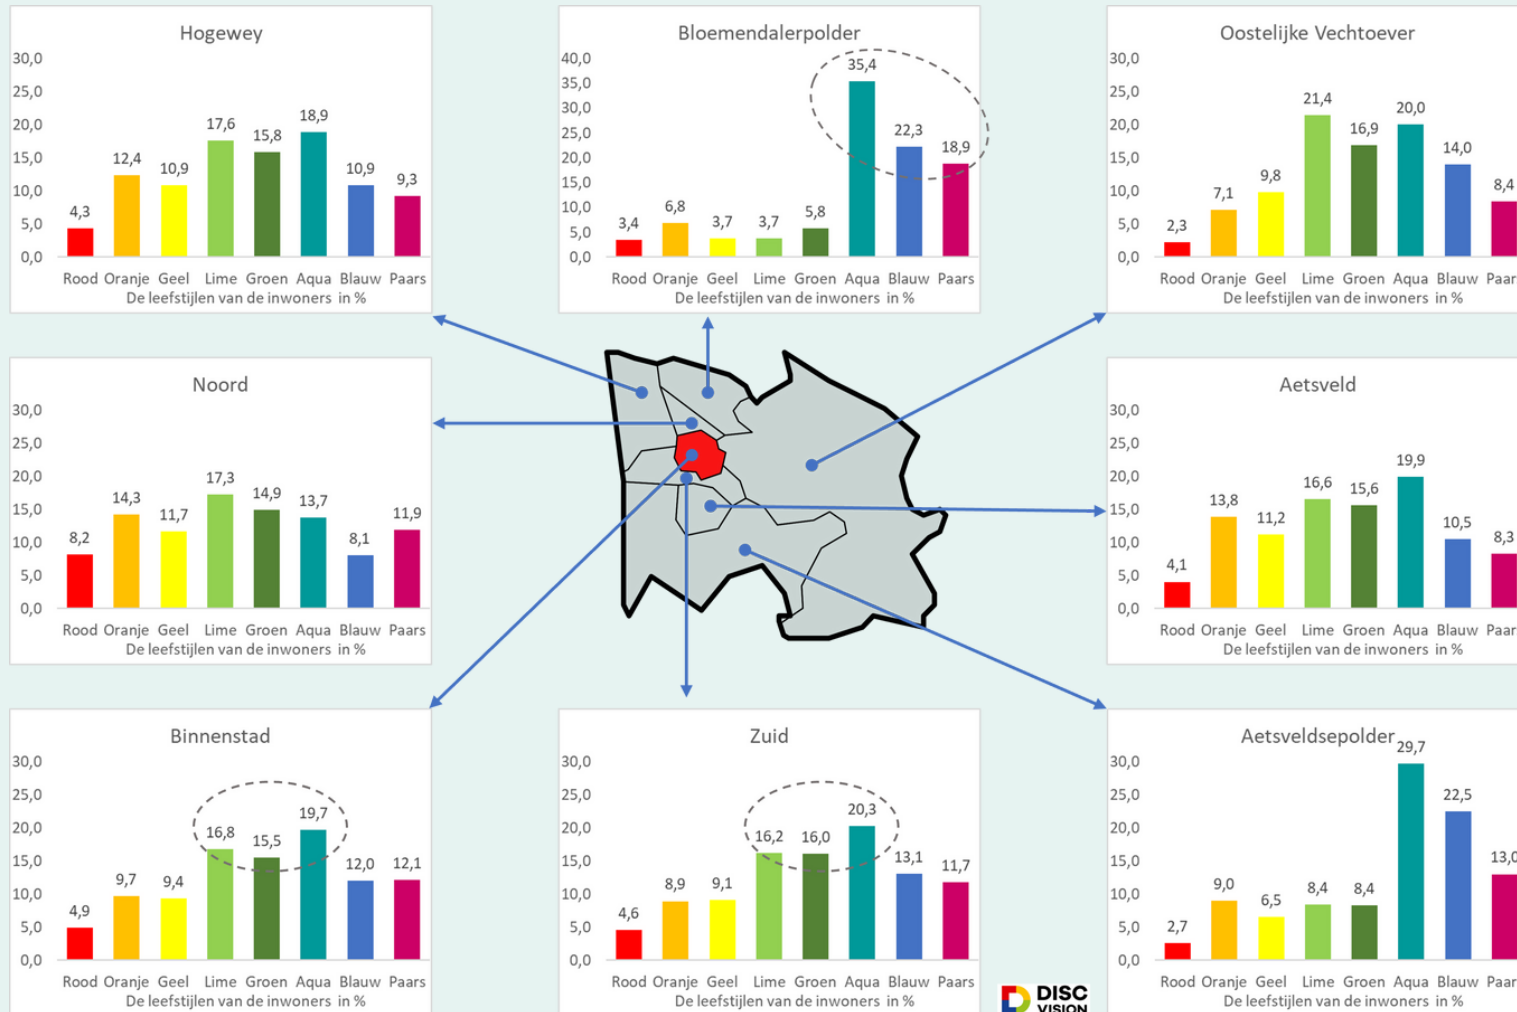 Hogewey
30,0
25,0
20,0
15,0
10,0
5,0
0,0
4,3 12,4 10,9 17,6 15,8 18,9 10,9 9,3
Rood Oranje Geel Lime Groen Aqua Blauw Paars
De leefstijlen van de inwoners in %
Bloemendalerpolder
40,0
35,0
30,0
25,0
20,0
15,0
10,0
5,0
0,0
3,4 6,8 3,7 3,7 5,8 35,4 22,3 18,9
Rood Oranje Geel Lime Groen Aqua Blauw Paars
De leefstijlen van de inwoners in %
Oostelijke Vechtoever
30,0
25,0
20,0
15,0
10,0
5,0
0,0
2,3 7,1 9,8 21,4 16,9 20,0 14,0 8,4
Rood Oranje Geel Lime Groen Aqua Blauw Paars
De leefstijlen van de inwoners in %
Noord
30,0
25,0
20,0
15,0
10,0
5,0
0,0
8,2 14,3 11,7 17,3 14,9 13,7 8,1 11,9
Rood Oranje Geel Lime Groen Aqua Blauw Paars
De leefstijlen van de inwoners in %
Aetsveld
30,0
25,0
20,0
15,0
10,0
5,0
0,0
4,1 13,8 11,2 16,6 15,6 19,9 10,5 8,3
Rood Oranje Geel Lime Groen Aqua Blauw Paars
De leefstijlen van de inwoners in %
Binnenstad
30,0
25,0
20,0
15,0
10,0
5,0
0,0
4,9 9,7 9,4 16,8 15,5 19,7 12,0 12,1
Rood Oranje Geel Lime Groen Aqua Blauw Paars
De leefstijlen van de inwoners in %
Zuid
30,0
25,0
20,0
15,0
10,0
5,0
0,0
4,6 8,9 9,1 16,2 16,0 20,3 13,1 11,7
Rood Oranje Geel Lime Groen Aqua Blauw Paars
De leefstijlen van de inwoners in %
Aetsveldsepolder
30,0
25,0
20,0
15,0
10,0
5,0
0,0
2,7 9,0 6,5 8,4 8,4 29,7 22,5 13,0
Rood Oranje Geel Lime Groen Aqua Blauw Paars
De leefstijlen van de inwoners in %
DISC
VISION